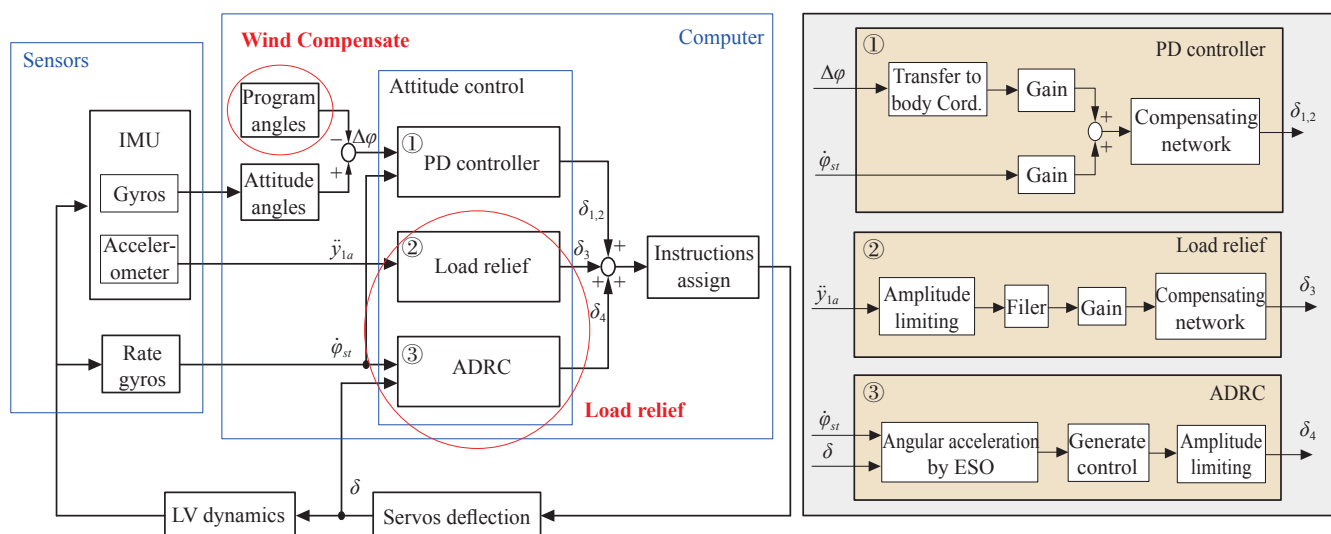 Wind Compensate
Computer
Sensors
Program
angles
Attitude control
IMU
Gyros
Acceler-
ometer
Attitude
angles
−
+
Δφ
①
PD controller
δ1,2
②
Load relief
ÿ1a
δ3
+
+
+
Instructions
assign
δ4
Rate
gyros
φ̇st
③
ADRC
Load relief
δ
LV dynamics
Servos deflection
①
PD controller
Δφ
Transfer to
body Cord.
Gain
+
+
Compensating
network
δ1,2
φ̇st
Gain
②
Load relief
ÿ1a
Amplitude
limiting
Filer
Gain
Compensating
network
δ3
③
ADRC
φ̇st
δ
Angular acceleration
by ESO
Generate
control
Amplitude
limiting
δ4